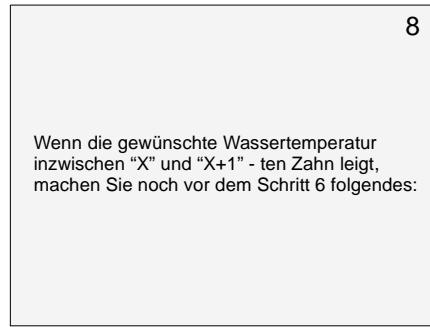 8
Wenn die gewünschte Wassertemperatur
inzwischen “X” und “X+1” - ten Zahn leigt,
machen Sie noch vor dem Schritt 6 folgendes: